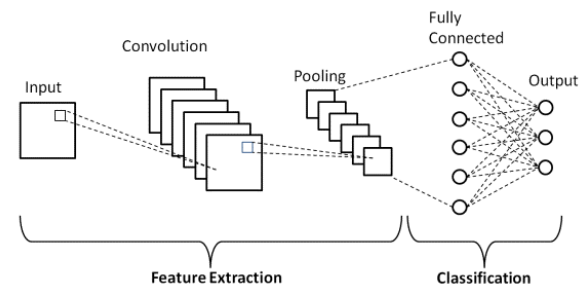 Input
Convolution
Pooling
Fully
Connected
Output
Feature Extraction
Classification